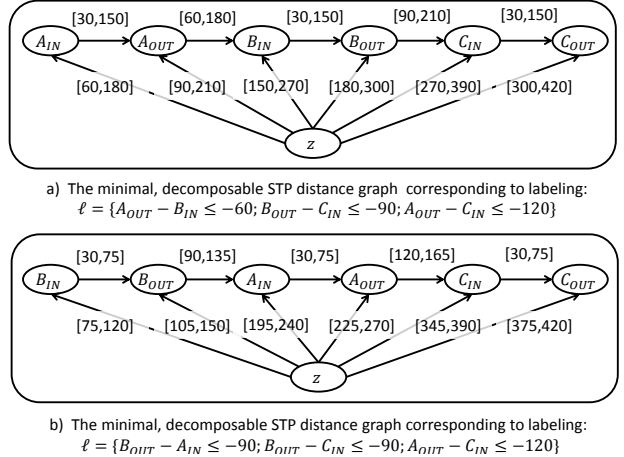 [30,150] [60,180] [30,150] [90,210] [30,150]
A_IN A_OUT B_IN B_OUT C_IN C_OUT
[60,180] [90,210] [150,270] [180,300] [270,390] [300,420]
z
a) The minimal, decomposable STP distance graph corresponding to labeling:
ℓ = {A_OUT − B_IN ≤ −60; B_OUT − C_IN ≤ −90; A_OUT − C_IN ≤ −120}
[30,75] [90,135] [30,75] [120,165] [30,75]
B_IN B_OUT A_IN A_OUT C_IN C_OUT
[75,120] [105,150] [195,240] [225,270] [345,390] [375,420]
z
b) The minimal, decomposable STP distance graph corresponding to labeling:
ℓ = {B_OUT − A_IN ≤ −90; B_OUT − C_IN ≤ −90; A_OUT − C_IN ≤ −120}